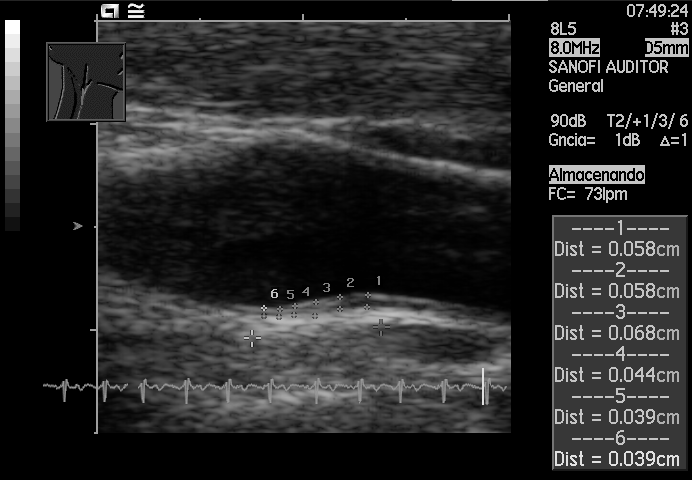 07:49:24
8L5 #3
8.0MHz 05mm
SANOFI AUDITOR
General
90dB T2/+1/3/ 6
Gncia= 1dB Δ=1
Almacenando
FC= 73lpm
----1----
Dist = 0.058cm
----2----
Dist = 0.058cm
----3----
Dist = 0.068cm
----4----
Dist = 0.044cm
----5----
Dist = 0.039cm
----6----
Dist = 0.039cm
6 5 4 3 2 1